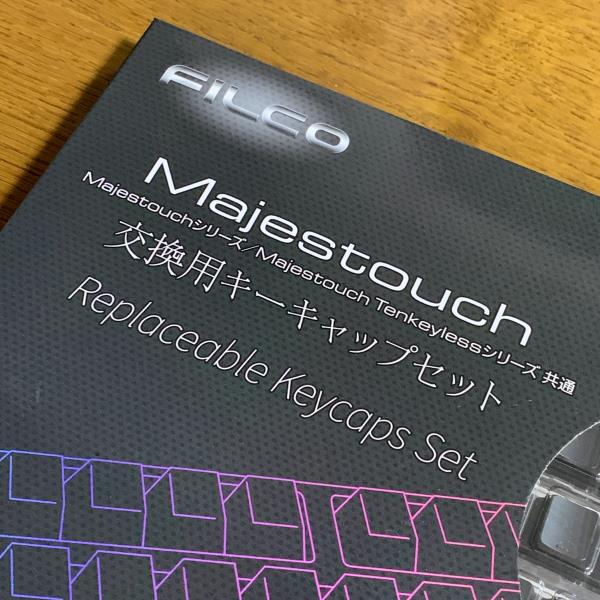 FILCO
Majestouch
Majestouchシリーズ/Majestouch Tenkeylessシリーズ 共通
交換用キーキャップセット
Replaceable Keycaps Set